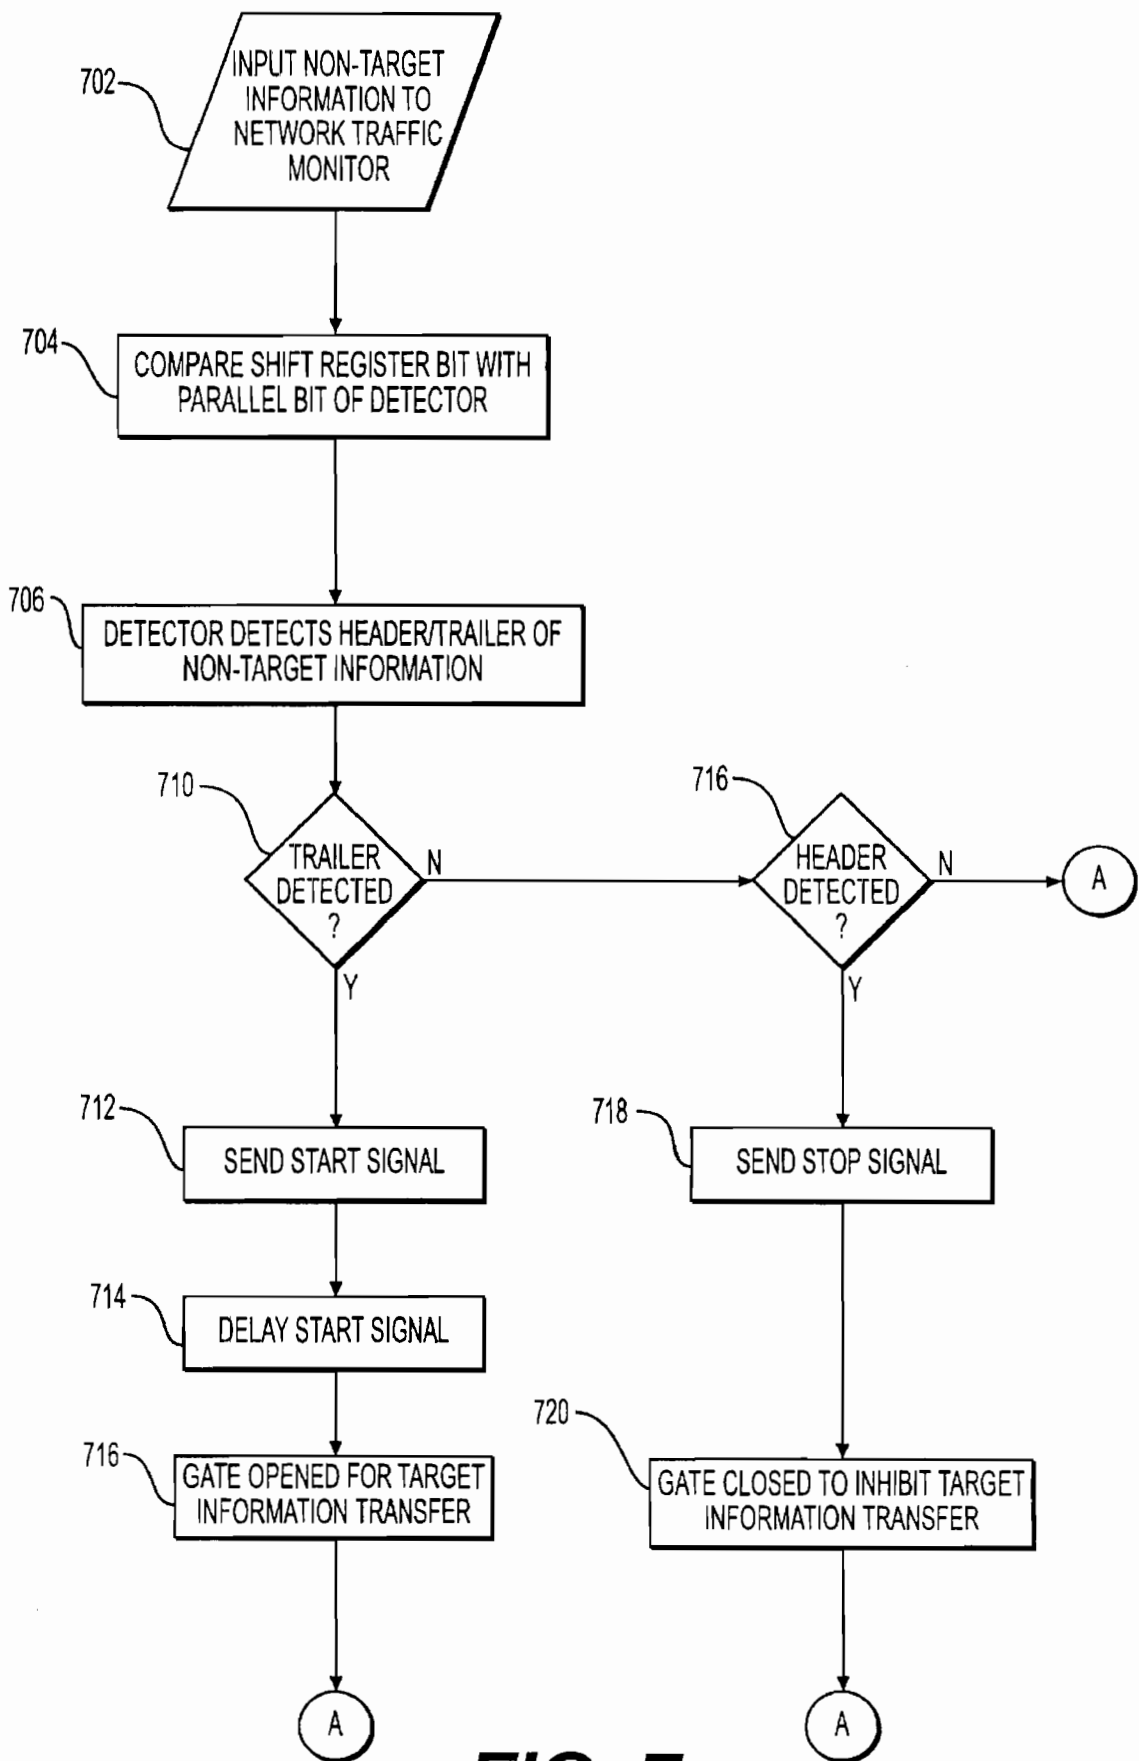 702
INPUT NON-TARGET
INFORMATION TO
NETWORK TRAFFIC
MONITOR
704
COMPARE SHIFT REGISTER BIT WITH
PARALLEL BIT OF DETECTOR
706
DETECTOR DETECTS HEADER/TRAILER OF
NON-TARGET INFORMATION
710
TRAILER
DETECTED
?
N
Y
716
HEADER
DETECTED
?
N
A
Y
712
SEND START SIGNAL
718
SEND STOP SIGNAL
714
DELAY START SIGNAL
716
GATE OPENED FOR TARGET
INFORMATION TRANSFER
720
GATE CLOSED TO INHIBIT TARGET
INFORMATION TRANSFER
A
A